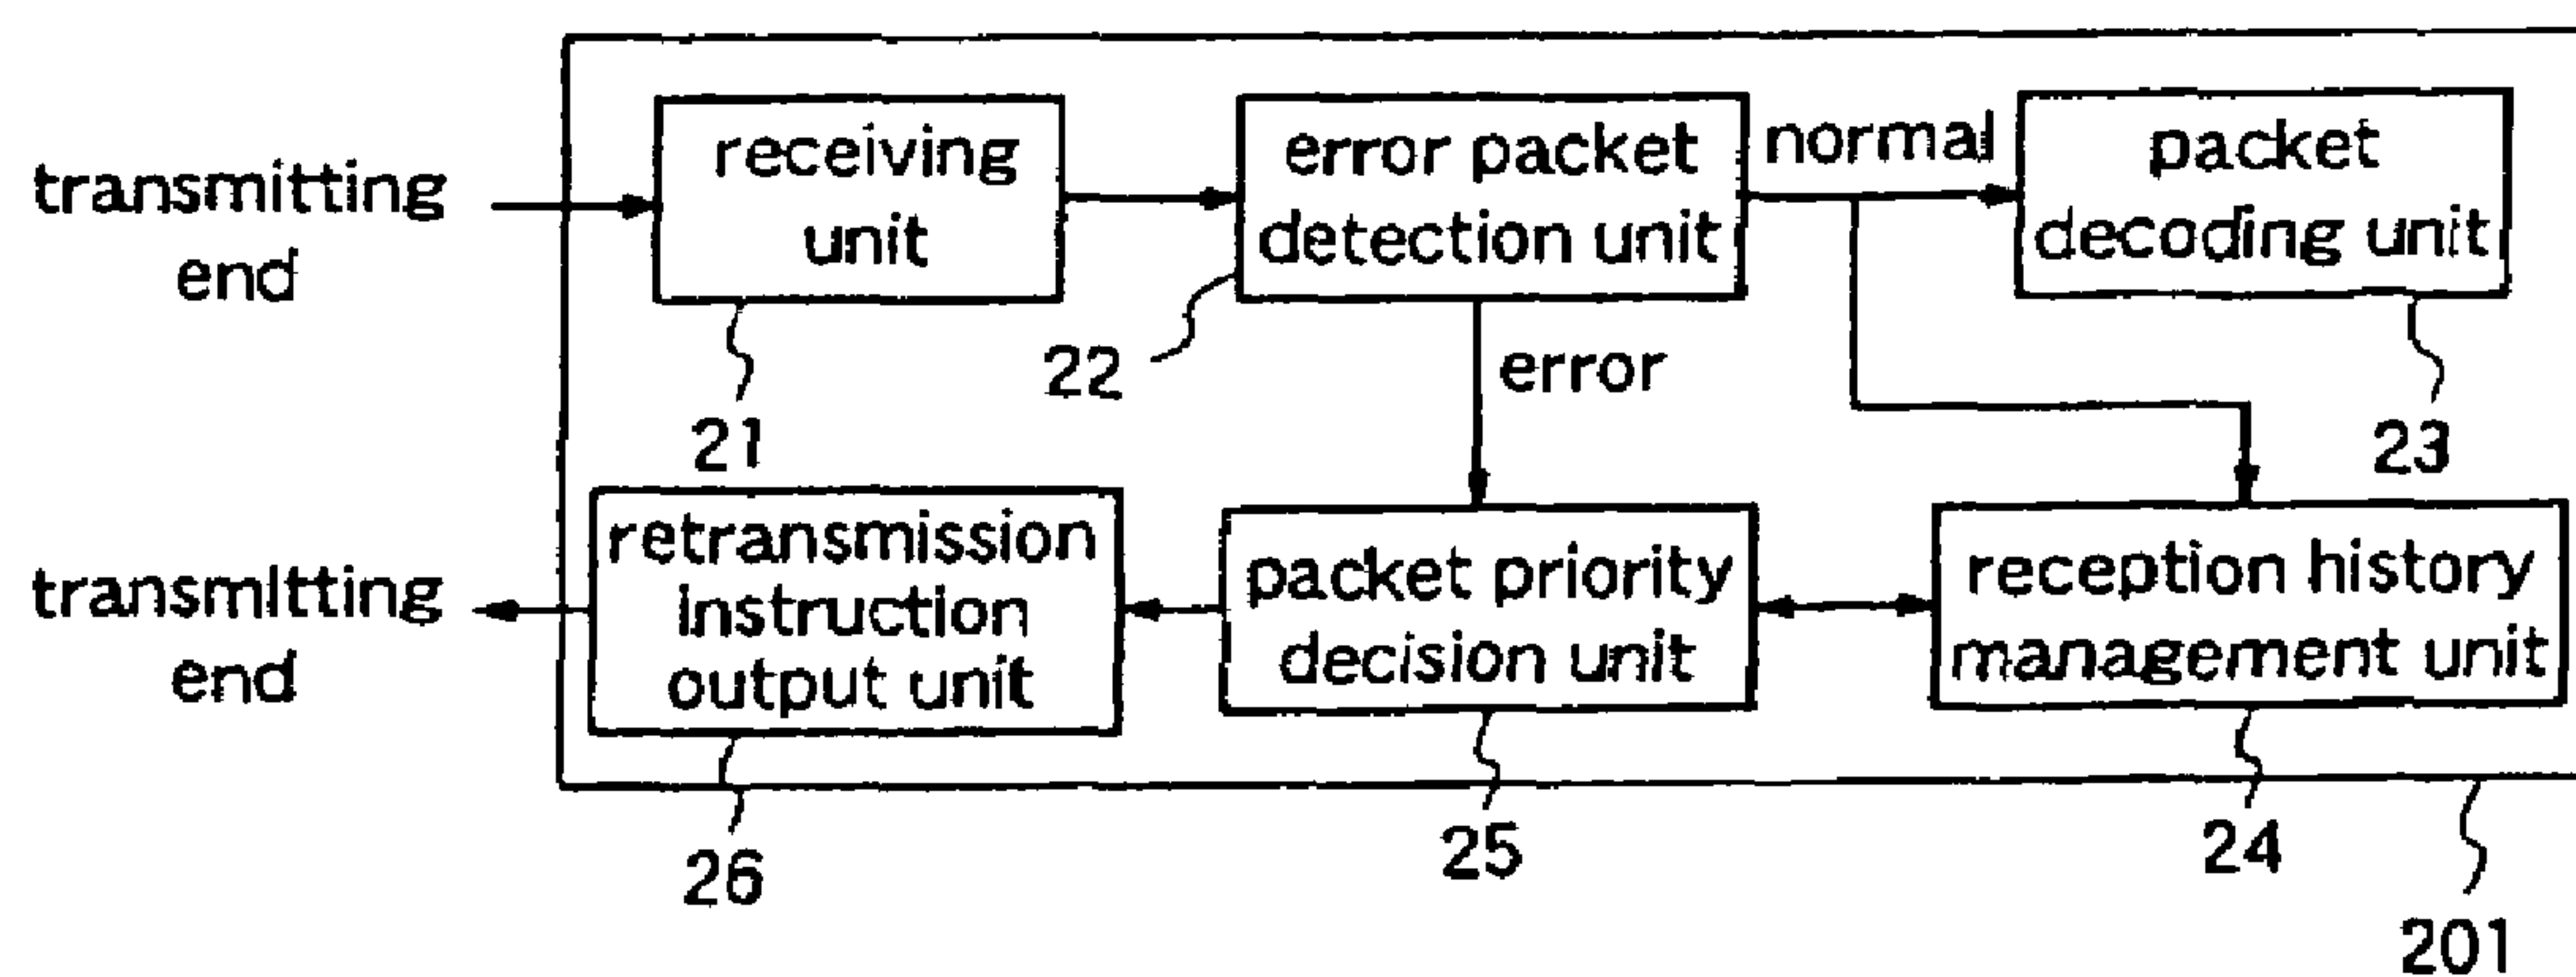 transmitting
end
receiving
unit
21
error packet
detection unit
22
normal
packet
decoding unit
23
error
transmitting
end
retransmission
instruction
output unit
26
packet priority
decision unit
25
reception history
management unit
24
201